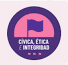 CÍVICA, ÉTICA
E INTEGRIDAD